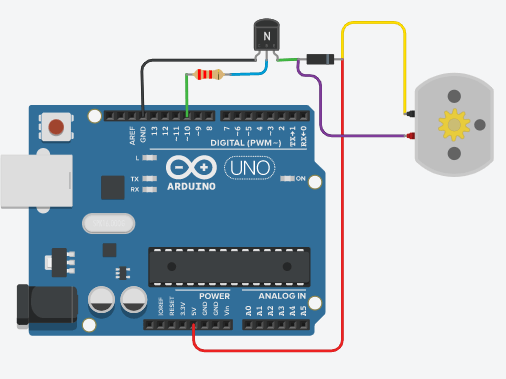 N
AREF
GND
13
12
~11
~10
~9
8
7
~6
~5
4
~3
2
TX→1
RX←0
DIGITAL (PWM~)
L
TX
RX
ARDUINO
UNO
ON
IOREF
RESET
3.3V
5V
GND
GND
Vin
POWER
ANALOG IN
A0
A1
A2
A3
A4
A5